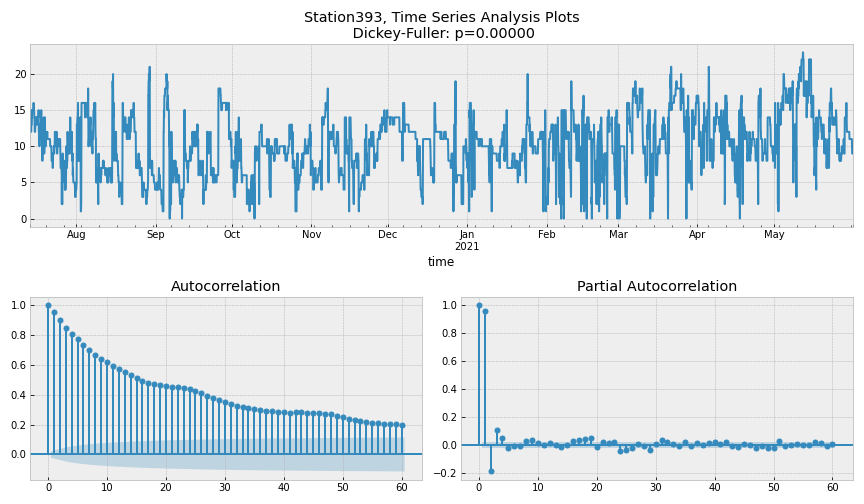 Station393, Time Series Analysis Plots
Dickey-Fuller: p=0.00000
20
15
10
5
0
Aug Sep Oct Nov Dec Jan Feb Mar Apr May
2021
time
Autocorrelation
1.0
0.8
0.6
0.4
0.2
0.0
0 10 20 30 40 50 60
Partial Autocorrelation
1.0
0.8
0.6
0.4
0.2
0.0
−0.2
0 10 20 30 40 50 60